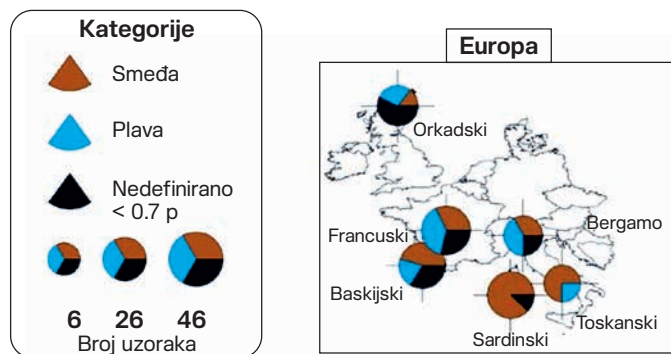 Kategorije
Smeđa
Plava
Nedefinirano
< 0.7 p
6 26 46
Broj uzoraka
Europa
Orkadski
Francuski
Bergamo
Baskijski
Sardinski
Toskanski